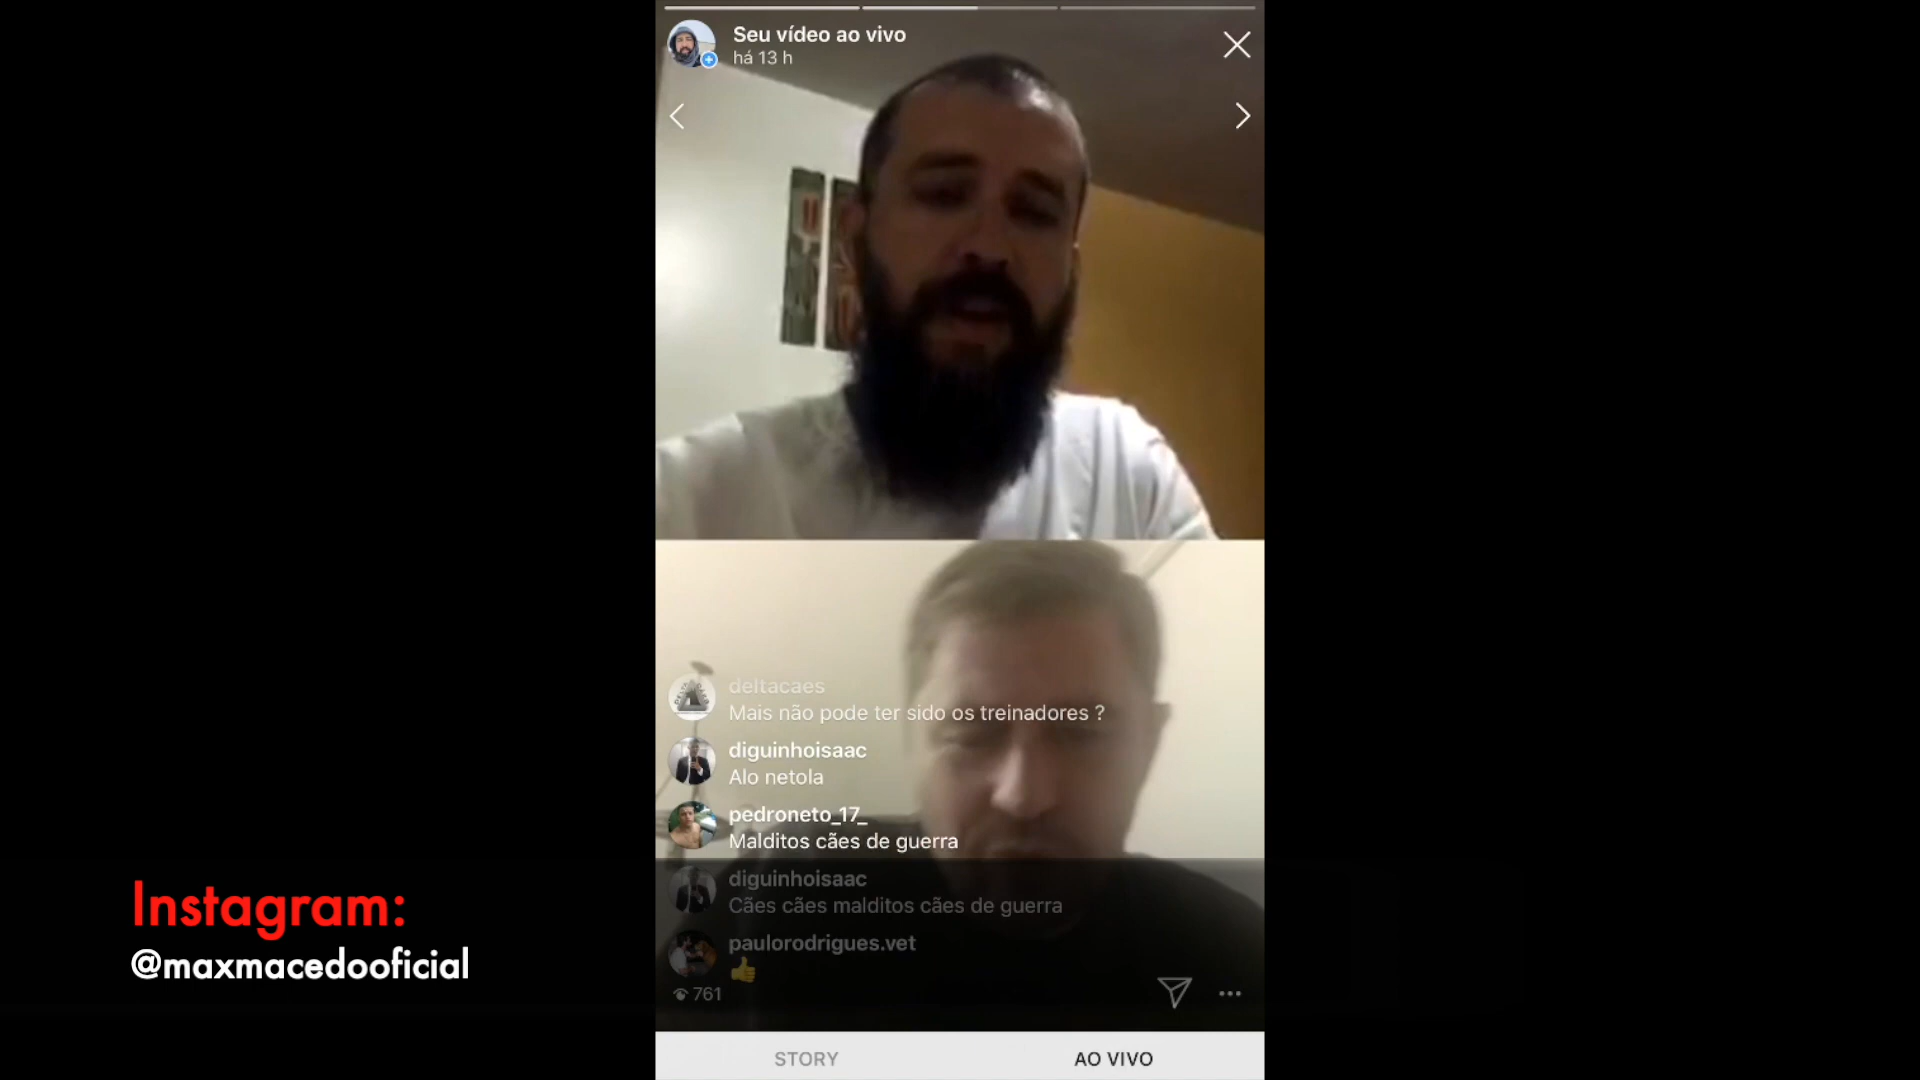 Seu vídeo ao vivo
há 13 h
deltacaes
Mais não pode ter sido os treinadores ?
diguinhoisaac
Alo netola
pedroneto_17_
Malditos cães de guerra
diguinhoisaac
Cães cães malditos cães de guerra
paulorodrigues.vet
👍
761
STORY
AO VIVO
Instagram:
@maxmacedooficial